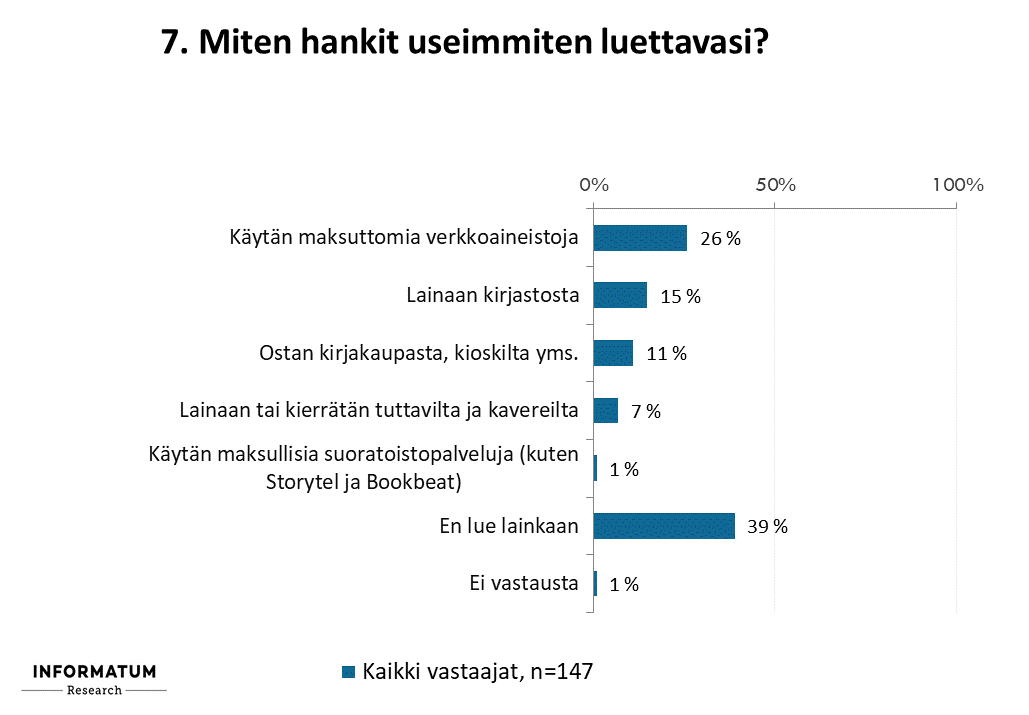 7. Miten hankit useimmiten luettavasi?
0% 50% 100%
Käytän maksuttomia verkkoaineistoja 26 %
Lainaan kirjastosta 15 %
Ostan kirjakaupasta, kioskilta yms. 11 %
Lainaan tai kierrätän tuttavilta ja kavereilta 7 %
Käytän maksullisia suoratoistopalveluja (kuten
Storytel ja Bookbeat) 1 %
En lue lainkaan 39 %
Ei vastausta 1 %
Kaikki vastaajat, n=147
INFORMATUM
Research